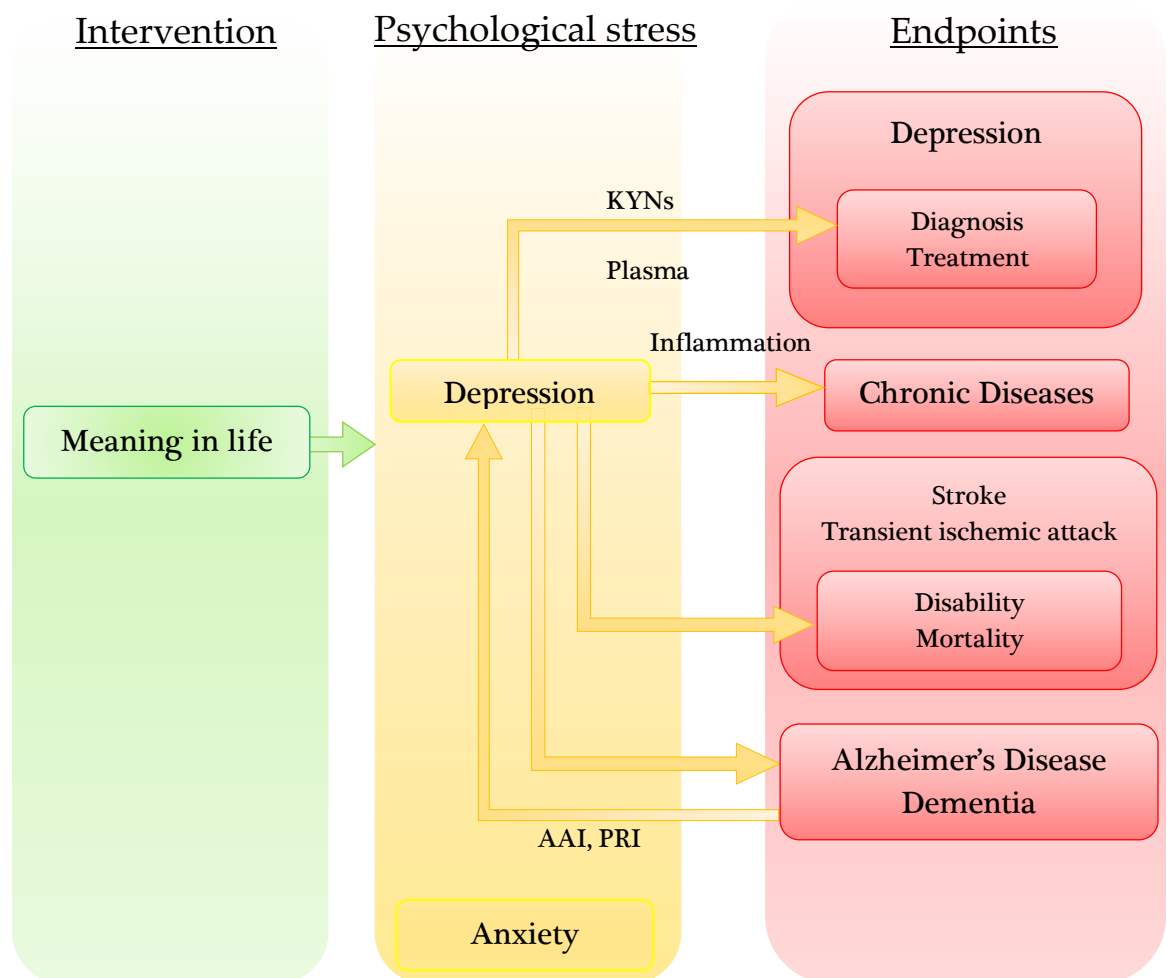 Intervention
Psychological stress
Endpoints
Depression
KYNs
Diagnosis
Treatment
Plasma
Inflammation
Depression
Chronic Diseases
Meaning in life
Stroke
Transient ischemic attack
Disability
Mortality
Alzheimer's Disease
Dementia
AAI, PRI
Anxiety